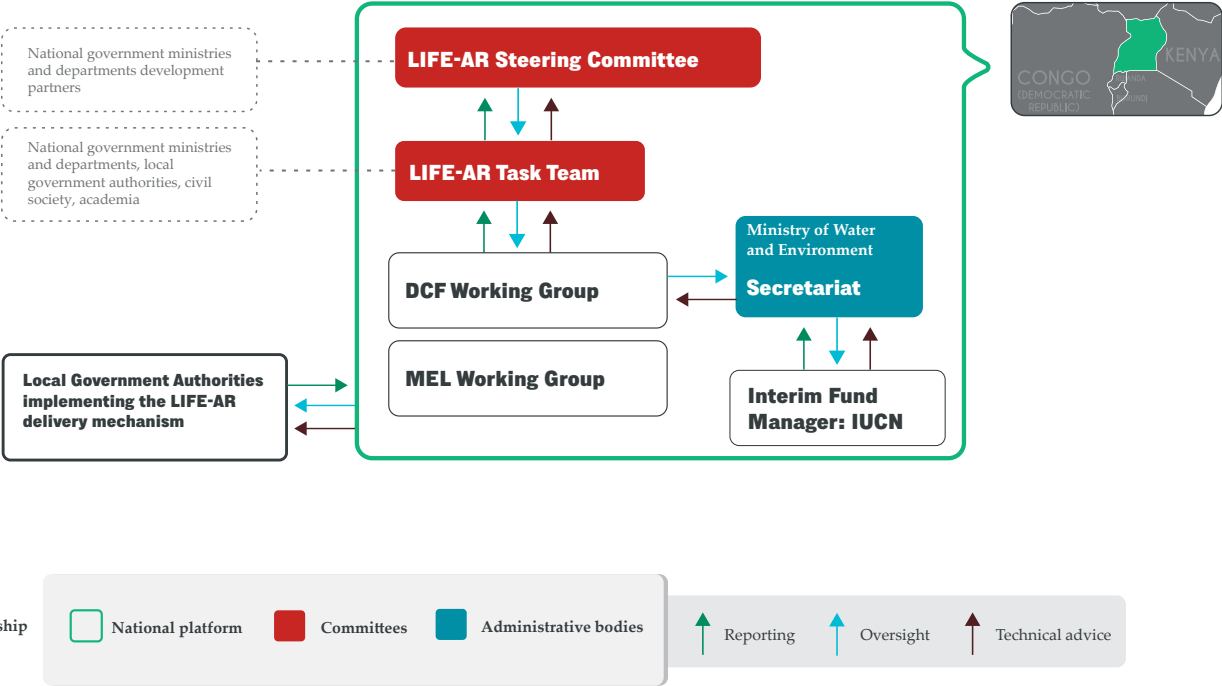 National government ministries
and departments development
partners
LIFE-AR Steering Committee
National government ministries
and departments, local
government authorities, civil
society, academia
LIFE-AR Task Team
Ministry of Water
and Environment
Secretariat
DCF Working Group
MEL Working Group
Interim Fund
Manager: IUCN
Local Government Authorities
implementing the LIFE-AR
delivery mechanism
KENYA
CONGO
(DEMOCRATIC
REPUBLIC)
ship
National platform
Committees
Administrative bodies
Reporting
Oversight
Technical advice